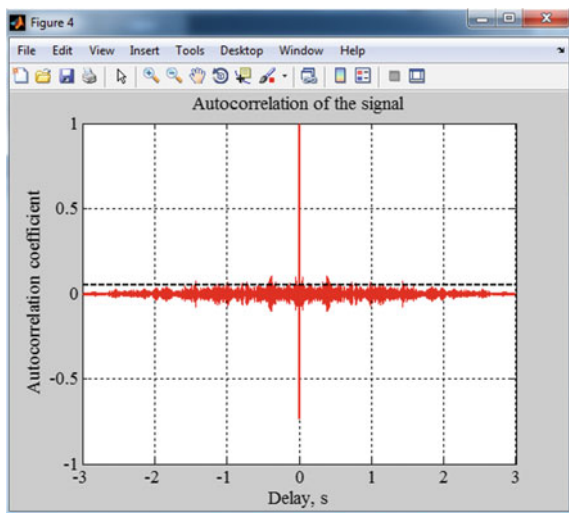 Figure 4
File Edit View Insert Tools Desktop Window Help
Autocorrelation of the signal
1
0.5
0
-0.5
-1
Autocorrelation coefficient
-3 -2 -1 0 1 2 3
Delay, s